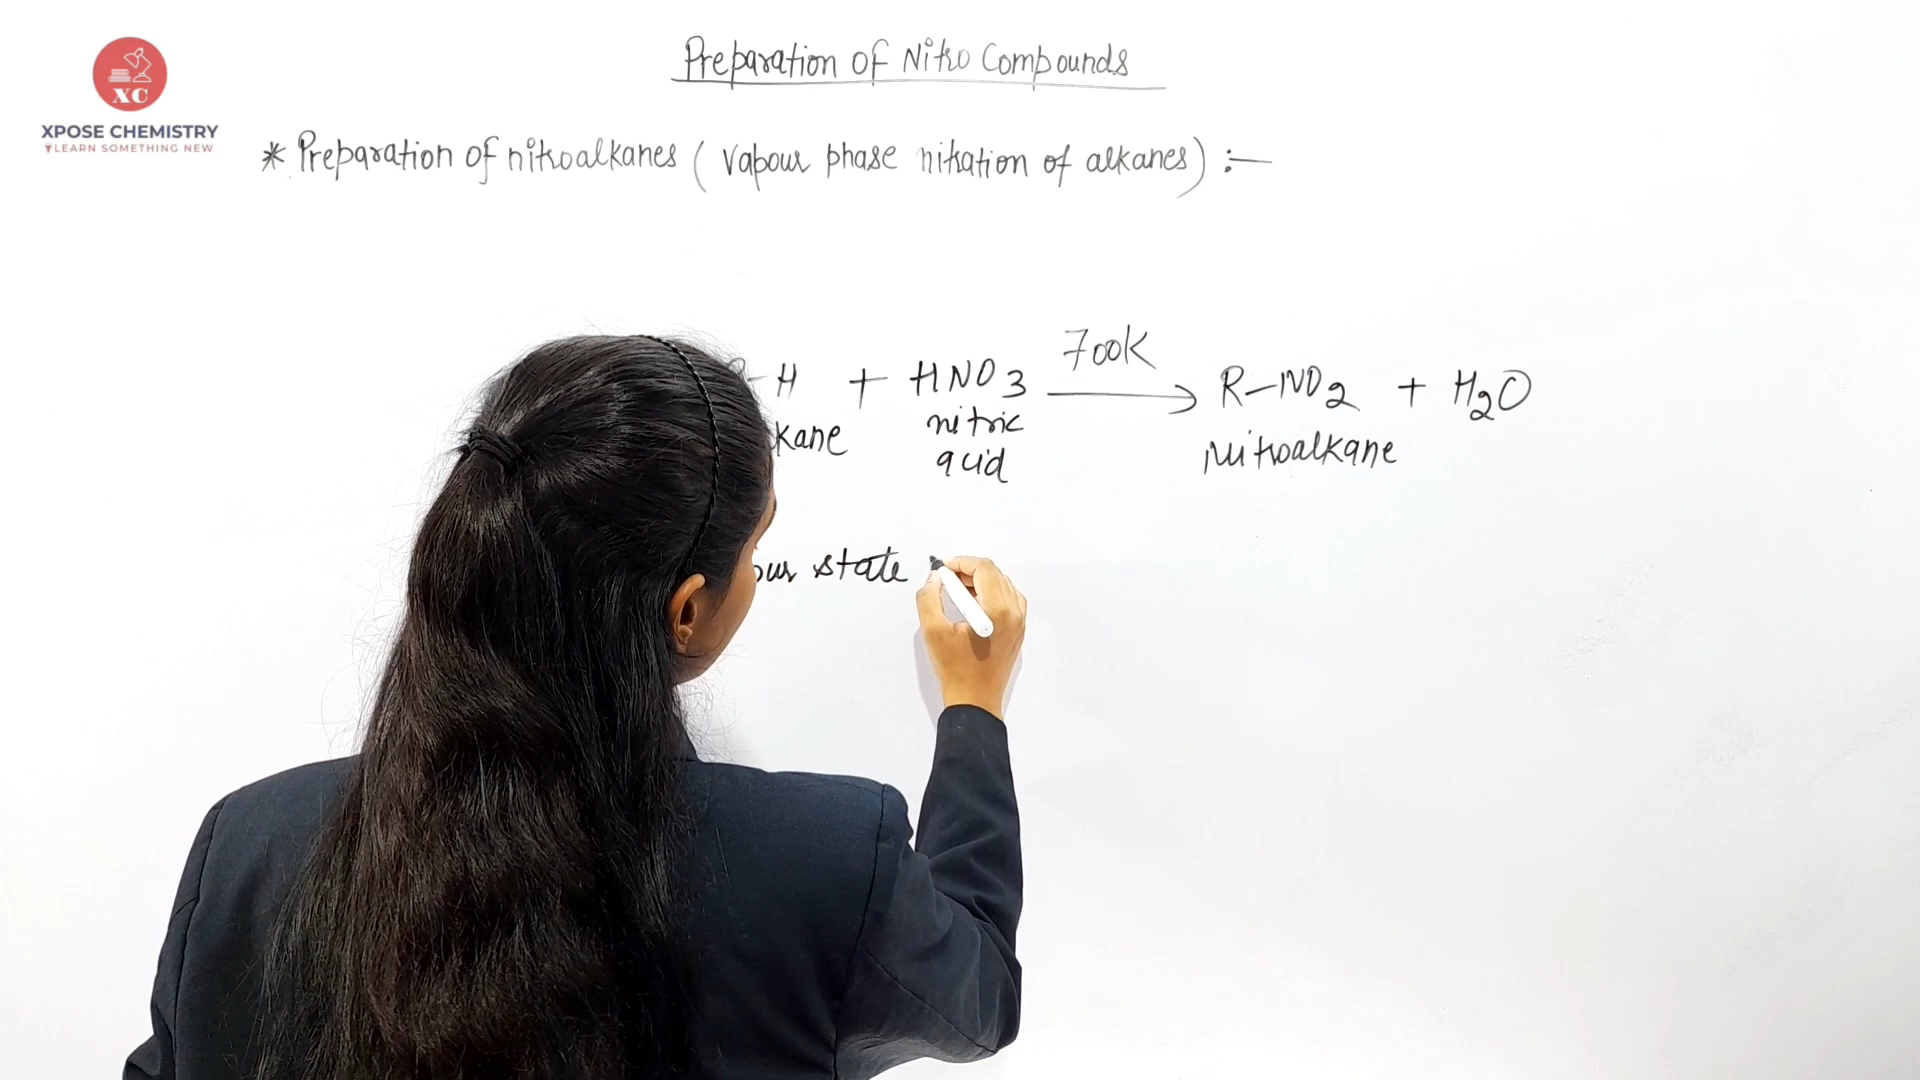 Preparation of Nitro Compounds
XC
XPOSE CHEMISTRY
LEARN SOMETHING NEW
* Preparation of nitroalkanes ( Vapour phase nitration of alkanes) :—
700K
H + HNO3 → R—NO2 + H2O
kane nitric acid Nitroalkane
our state